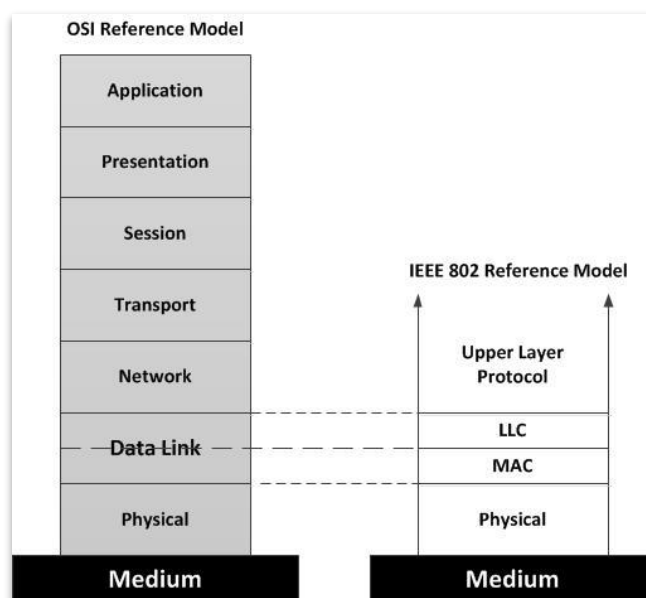 OSI Reference Model
Application
Presentation
Session
Transport
Network
Data Link
Physical
Medium
IEEE 802 Reference Model
Upper Layer
Protocol
LLC
MAC
Physical
Medium